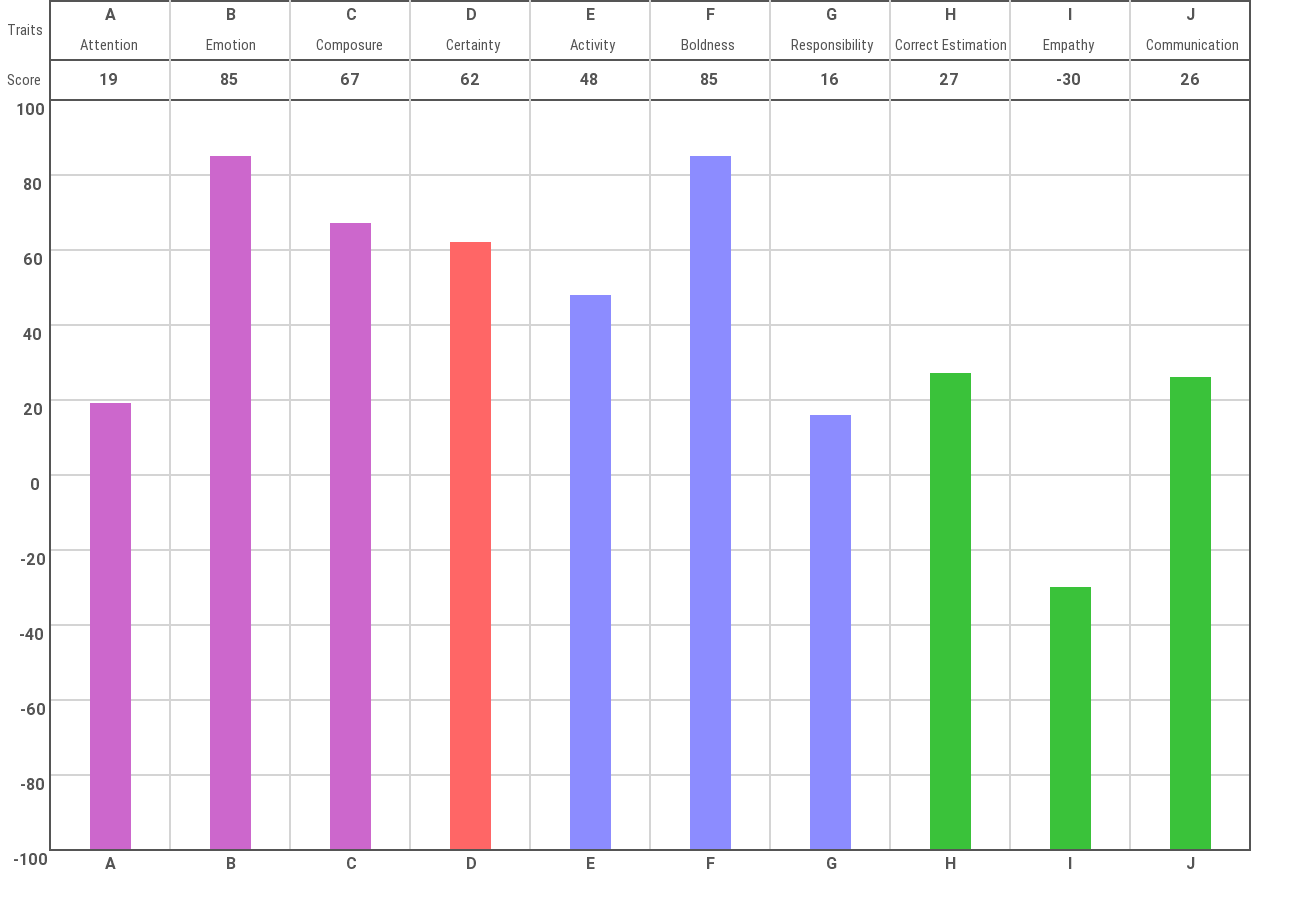 A B C D E F G H I J
Traits
Attention Emotion Composure Certainty Activity Boldness Responsibility Correct Estimation Empathy Communication
Score 19 85 67 62 48 85 16 27 -30 26
100
80
60
40
20
0
-20
-40
-60
-80
-100
A B C D E F G H I J